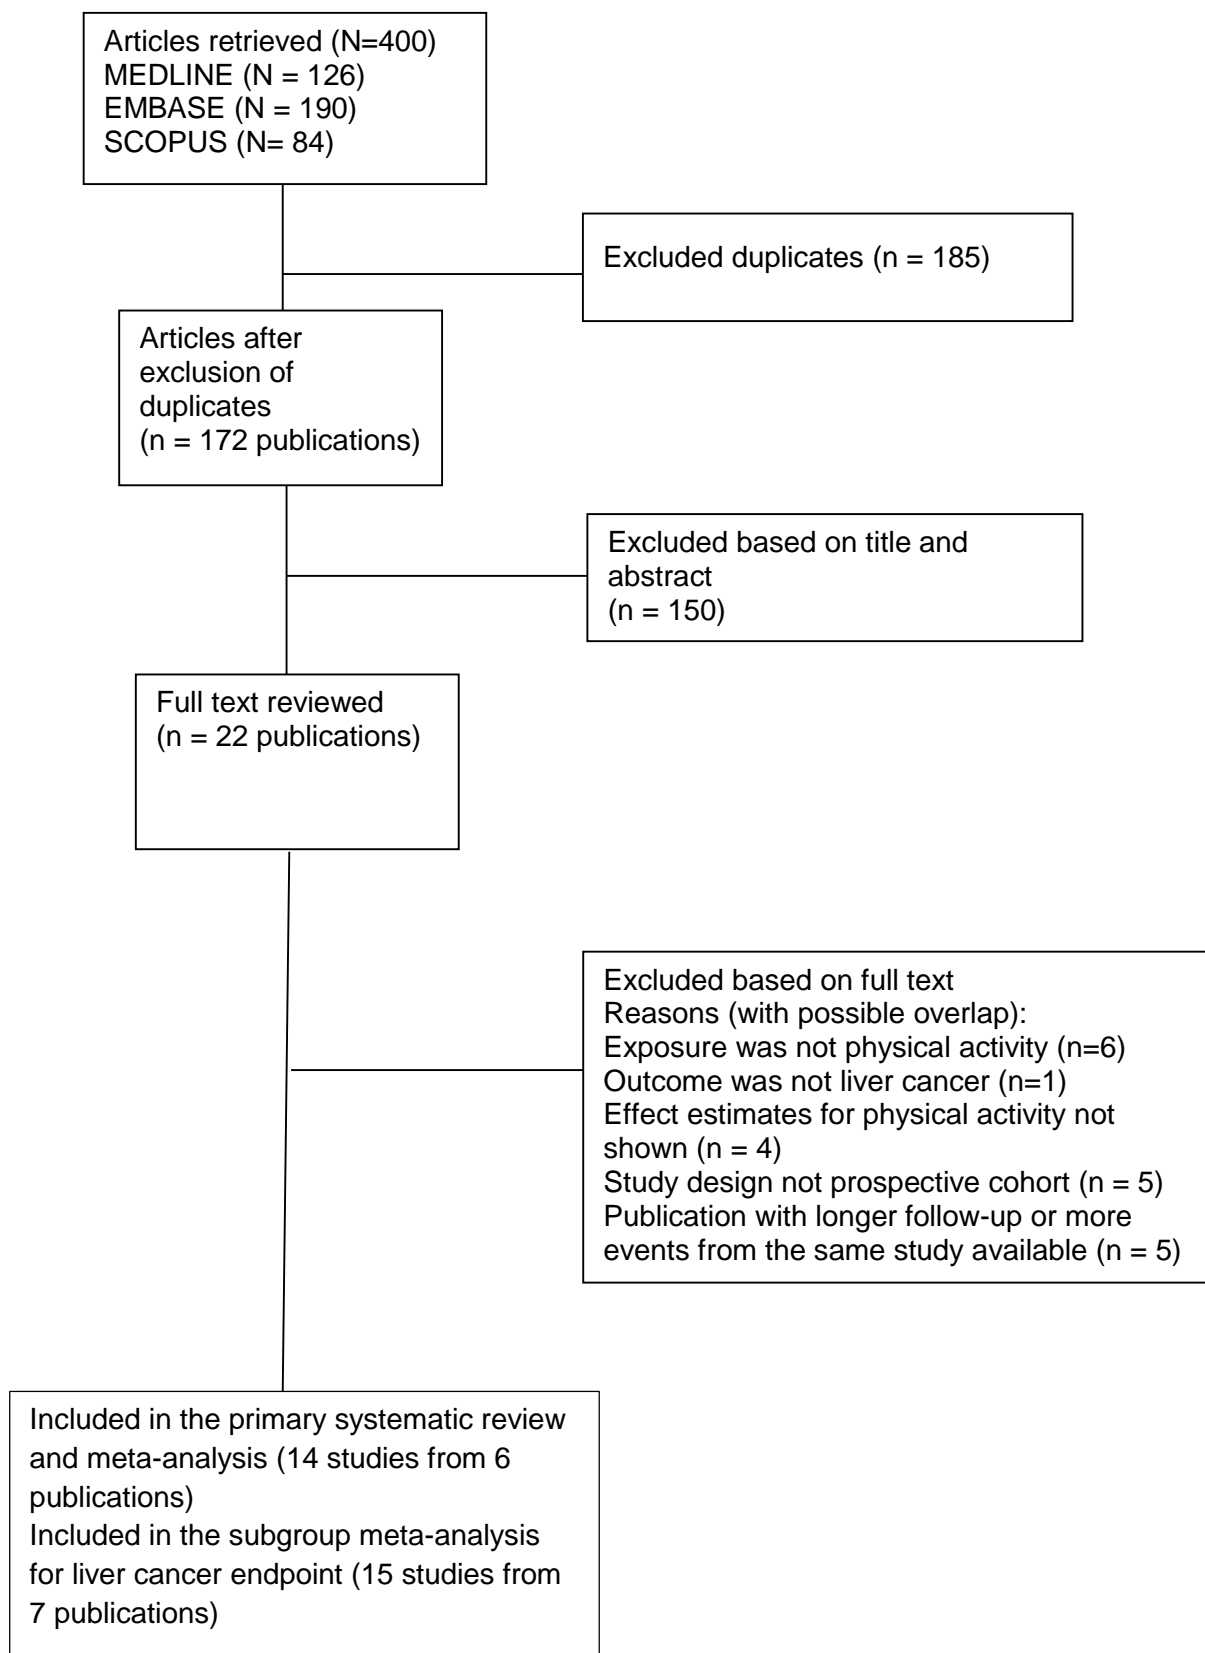 Articles retrieved (N=400)
MEDLINE (N = 126)
EMBASE (N = 190)
SCOPUS (N= 84)
Excluded duplicates (n = 185)
Articles after
exclusion of
duplicates
(n = 172 publications)
Excluded based on title and
abstract
(n = 150)
Full text reviewed
(n = 22 publications)
Excluded based on full text
Reasons (with possible overlap):
Exposure was not physical activity (n=6)
Outcome was not liver cancer (n=1)
Effect estimates for physical activity not
shown (n = 4)
Study design not prospective cohort (n = 5)
Publication with longer follow-up or more
events from the same study available (n = 5)
Included in the primary systematic review
and meta-analysis (14 studies from 6
publications)
Included in the subgroup meta-analysis
for liver cancer endpoint (15 studies from
7 publications)